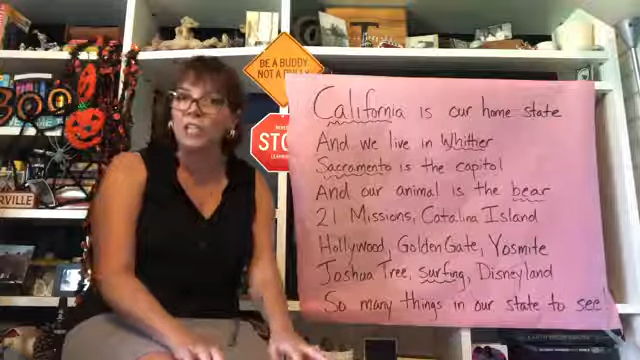 BOO
BE A BUDDY
NOT A BULLY
STO
RVILLE
California is our home state
And we live in Whittier
Sacramento is the capitol
And our animal is the bear
21 Missions, Catalina Island
Hollywood, Golden Gate, Yosmite
Joshua Tree, surfing, Disneyland
So many things in our state to see!